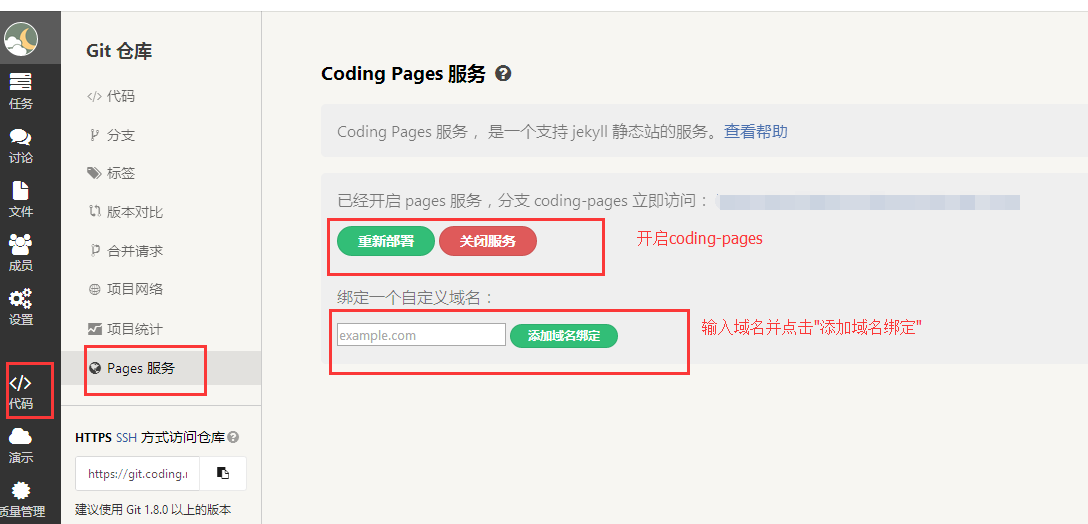 任务
讨论
文件
成员
设置
代码
演示
质量管理
Git 仓库
代码
分支
标签
版本对比
合并请求
项目网络
项目统计
Pages 服务
HTTPS SSH 方式访问仓库
https://git.coding.
建议使用 Git 1.8.0 以上的版本
Coding Pages 服务
Coding Pages 服务 ，是一个支持 jekyll 静态站的服务。查看帮助
已经开启 pages 服务，分支 coding-pages 立即访问：
重新部署 关闭服务 开启coding-pages
绑定一个自定义域名：
example.com 添加域名绑定 输入域名并点击"添加域名绑定"